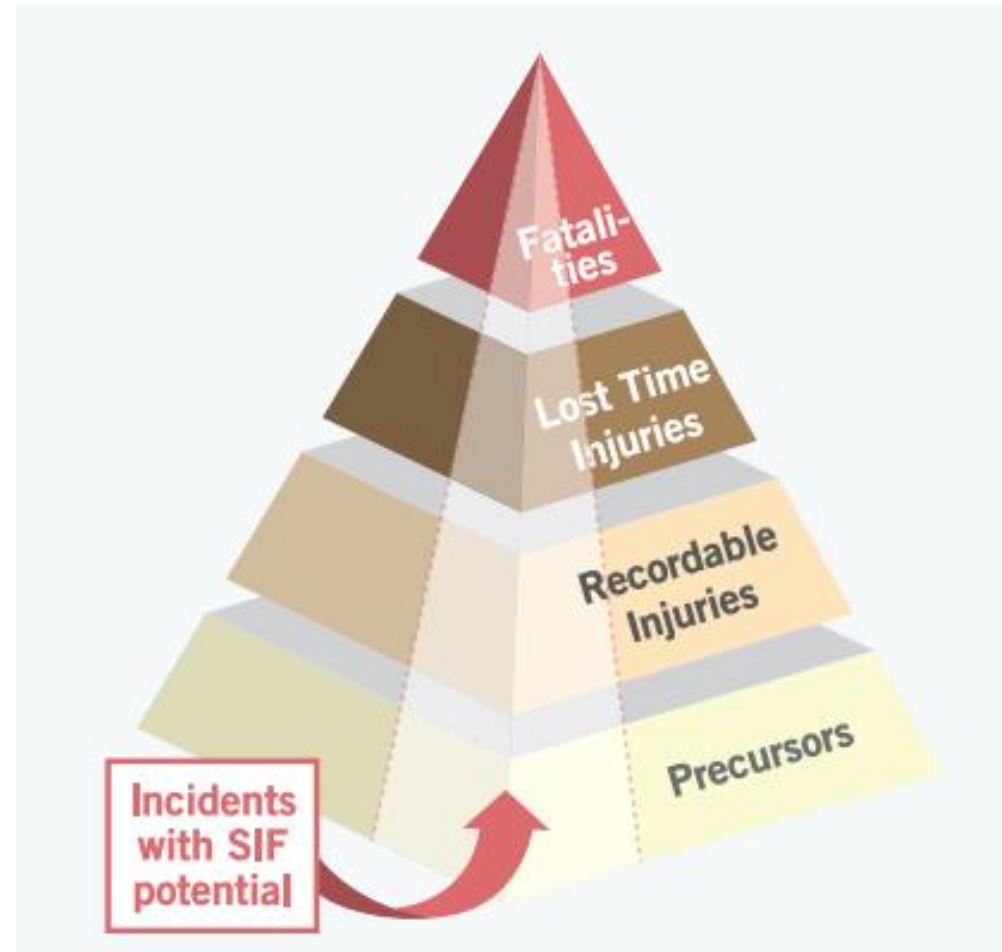 Fatali-
ties
Lost Time
Injuries
Recordable
Injuries
Precursors
Incidents
with SIF
potential